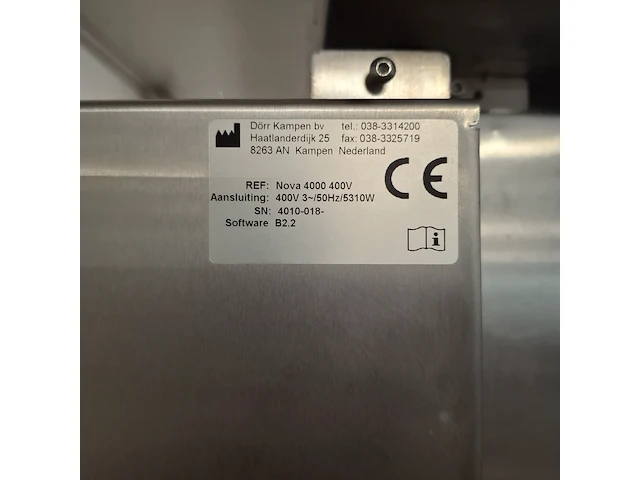 Dörr Kampen bv tel.: 038-3314200
Haatlanderdijk 25 fax: 038-3325719
8263 AN Kampen Nederland
CE
REF: Nova 4000 400V
Aansluiting: 400V 3~/50Hz/5310W
SN: 4010-018-
Software B2.2
i